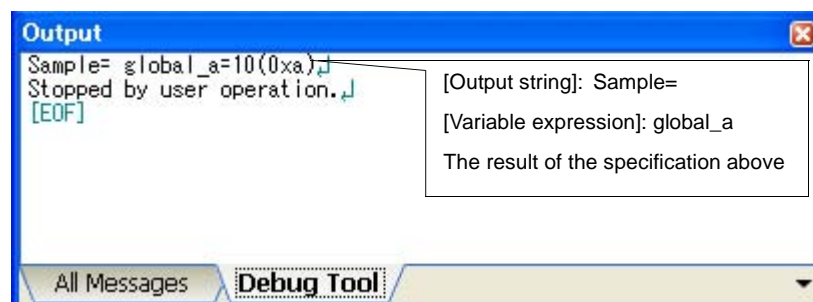 Output
Sample= global_a=10(0xa)↲
Stopped by user operation.↲
[EOF]
[Output string]: Sample=
[Variable expression]: global_a
The result of the specification above
All Messages
Debug Tool